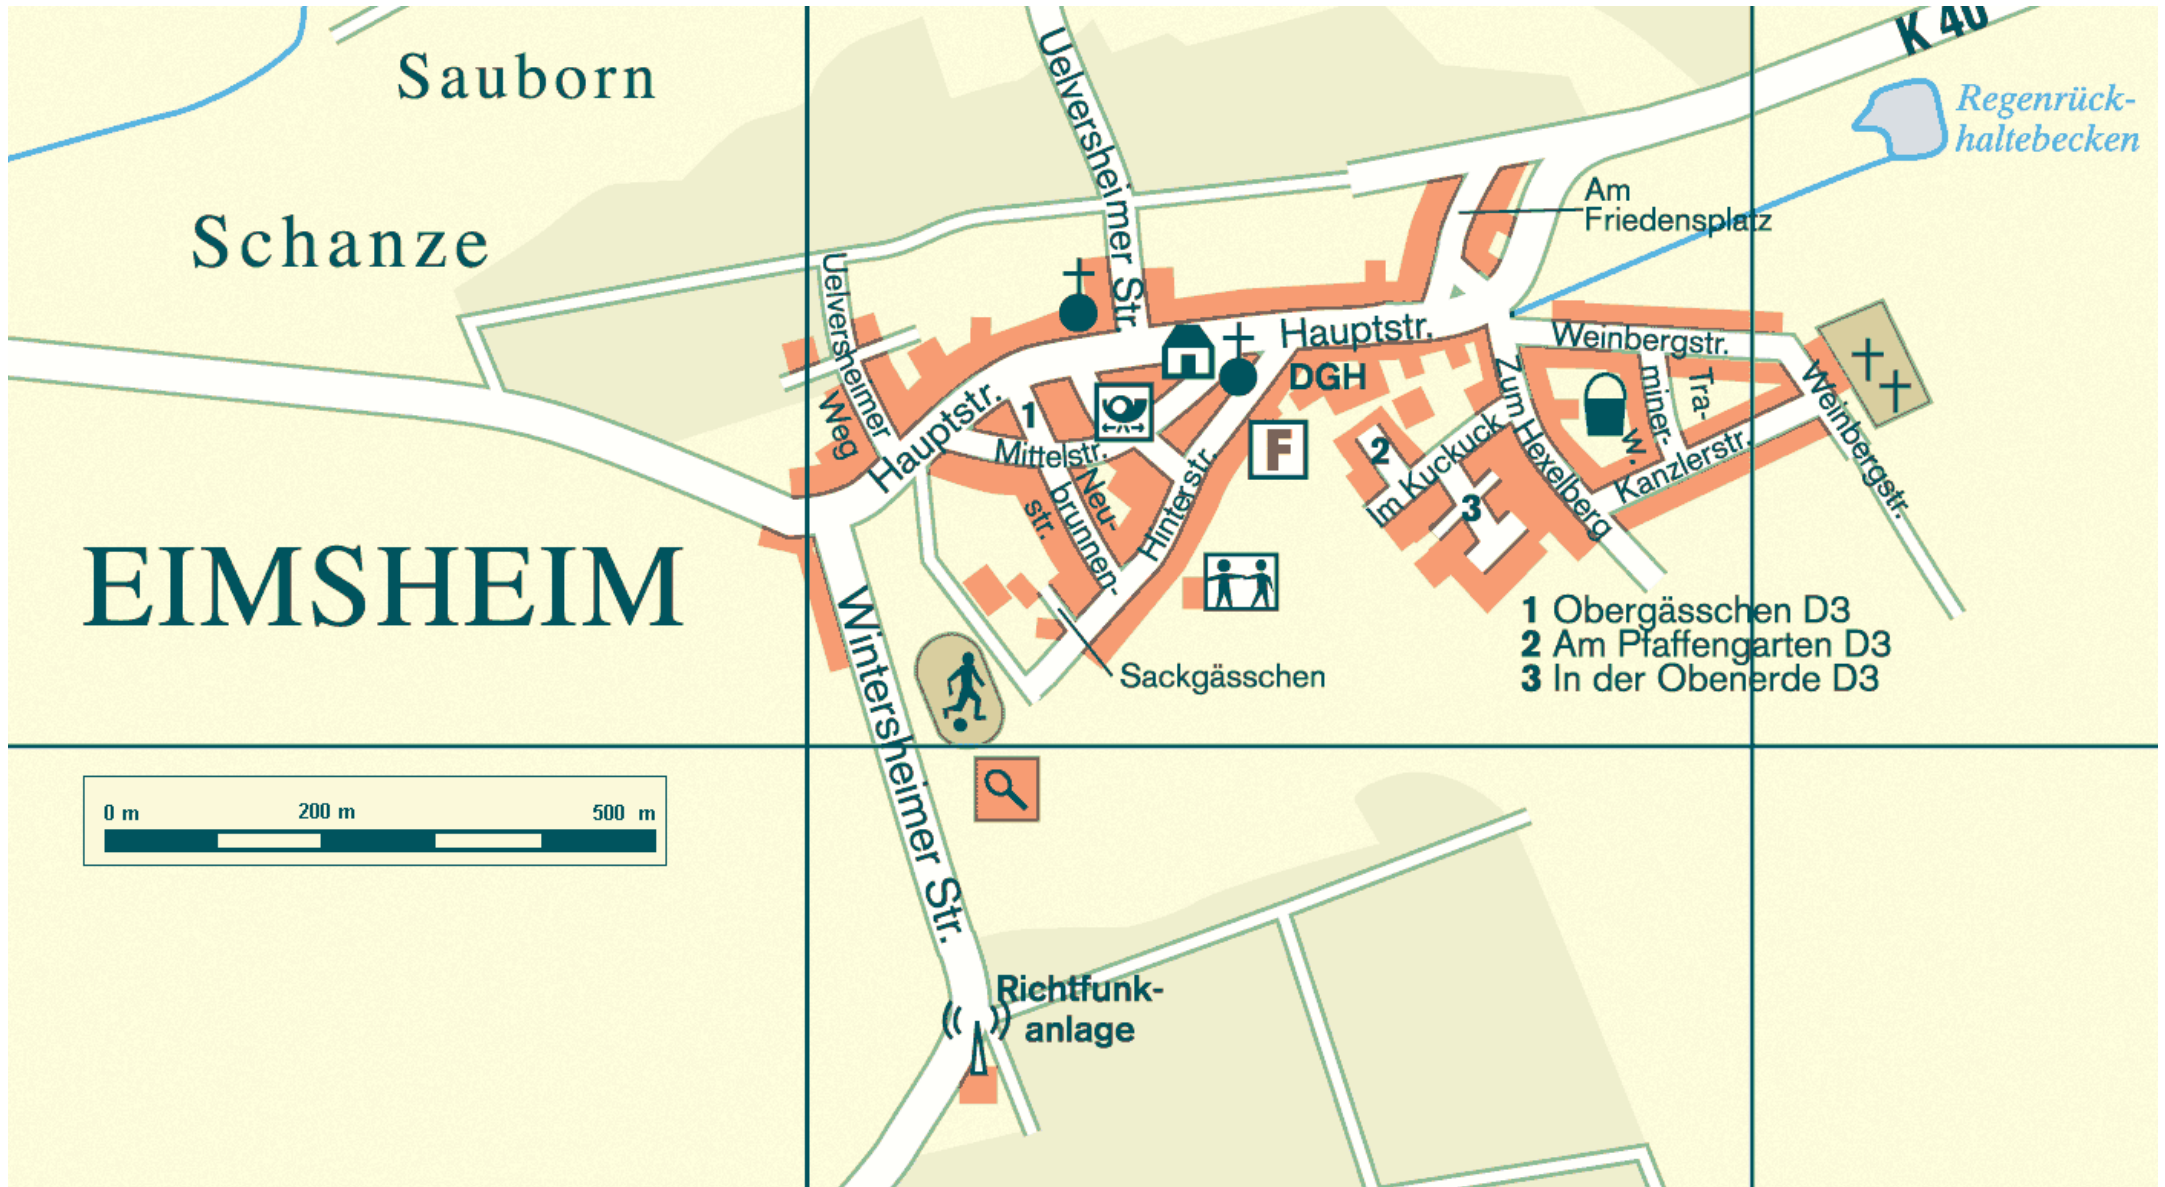 K 40
Sauborn
Uelversheimer Str.
Regenrück-
haltebecken
Schanze
Am
Friedensplatz
Uelversheimer
Weg
Hauptstr.
Weinbergstr.
DGH
Zum Hexelberg
Tra-
miner-
W.
Weinbergstr.
Hauptstr.
1
Mittelstr.
Neu-
brunnen-
str.
Hinterstr.
F
2
Im Kuckuck
3
Kanzlerstr.
EIMSHEIM
Wintersheimer Str.
Sackgässchen
1 Obergässchen D3
2 Am Pfaffengarten D3
3 In der Obenerde D3
0 m 200 m 500 m
Richtfunk-
anlage